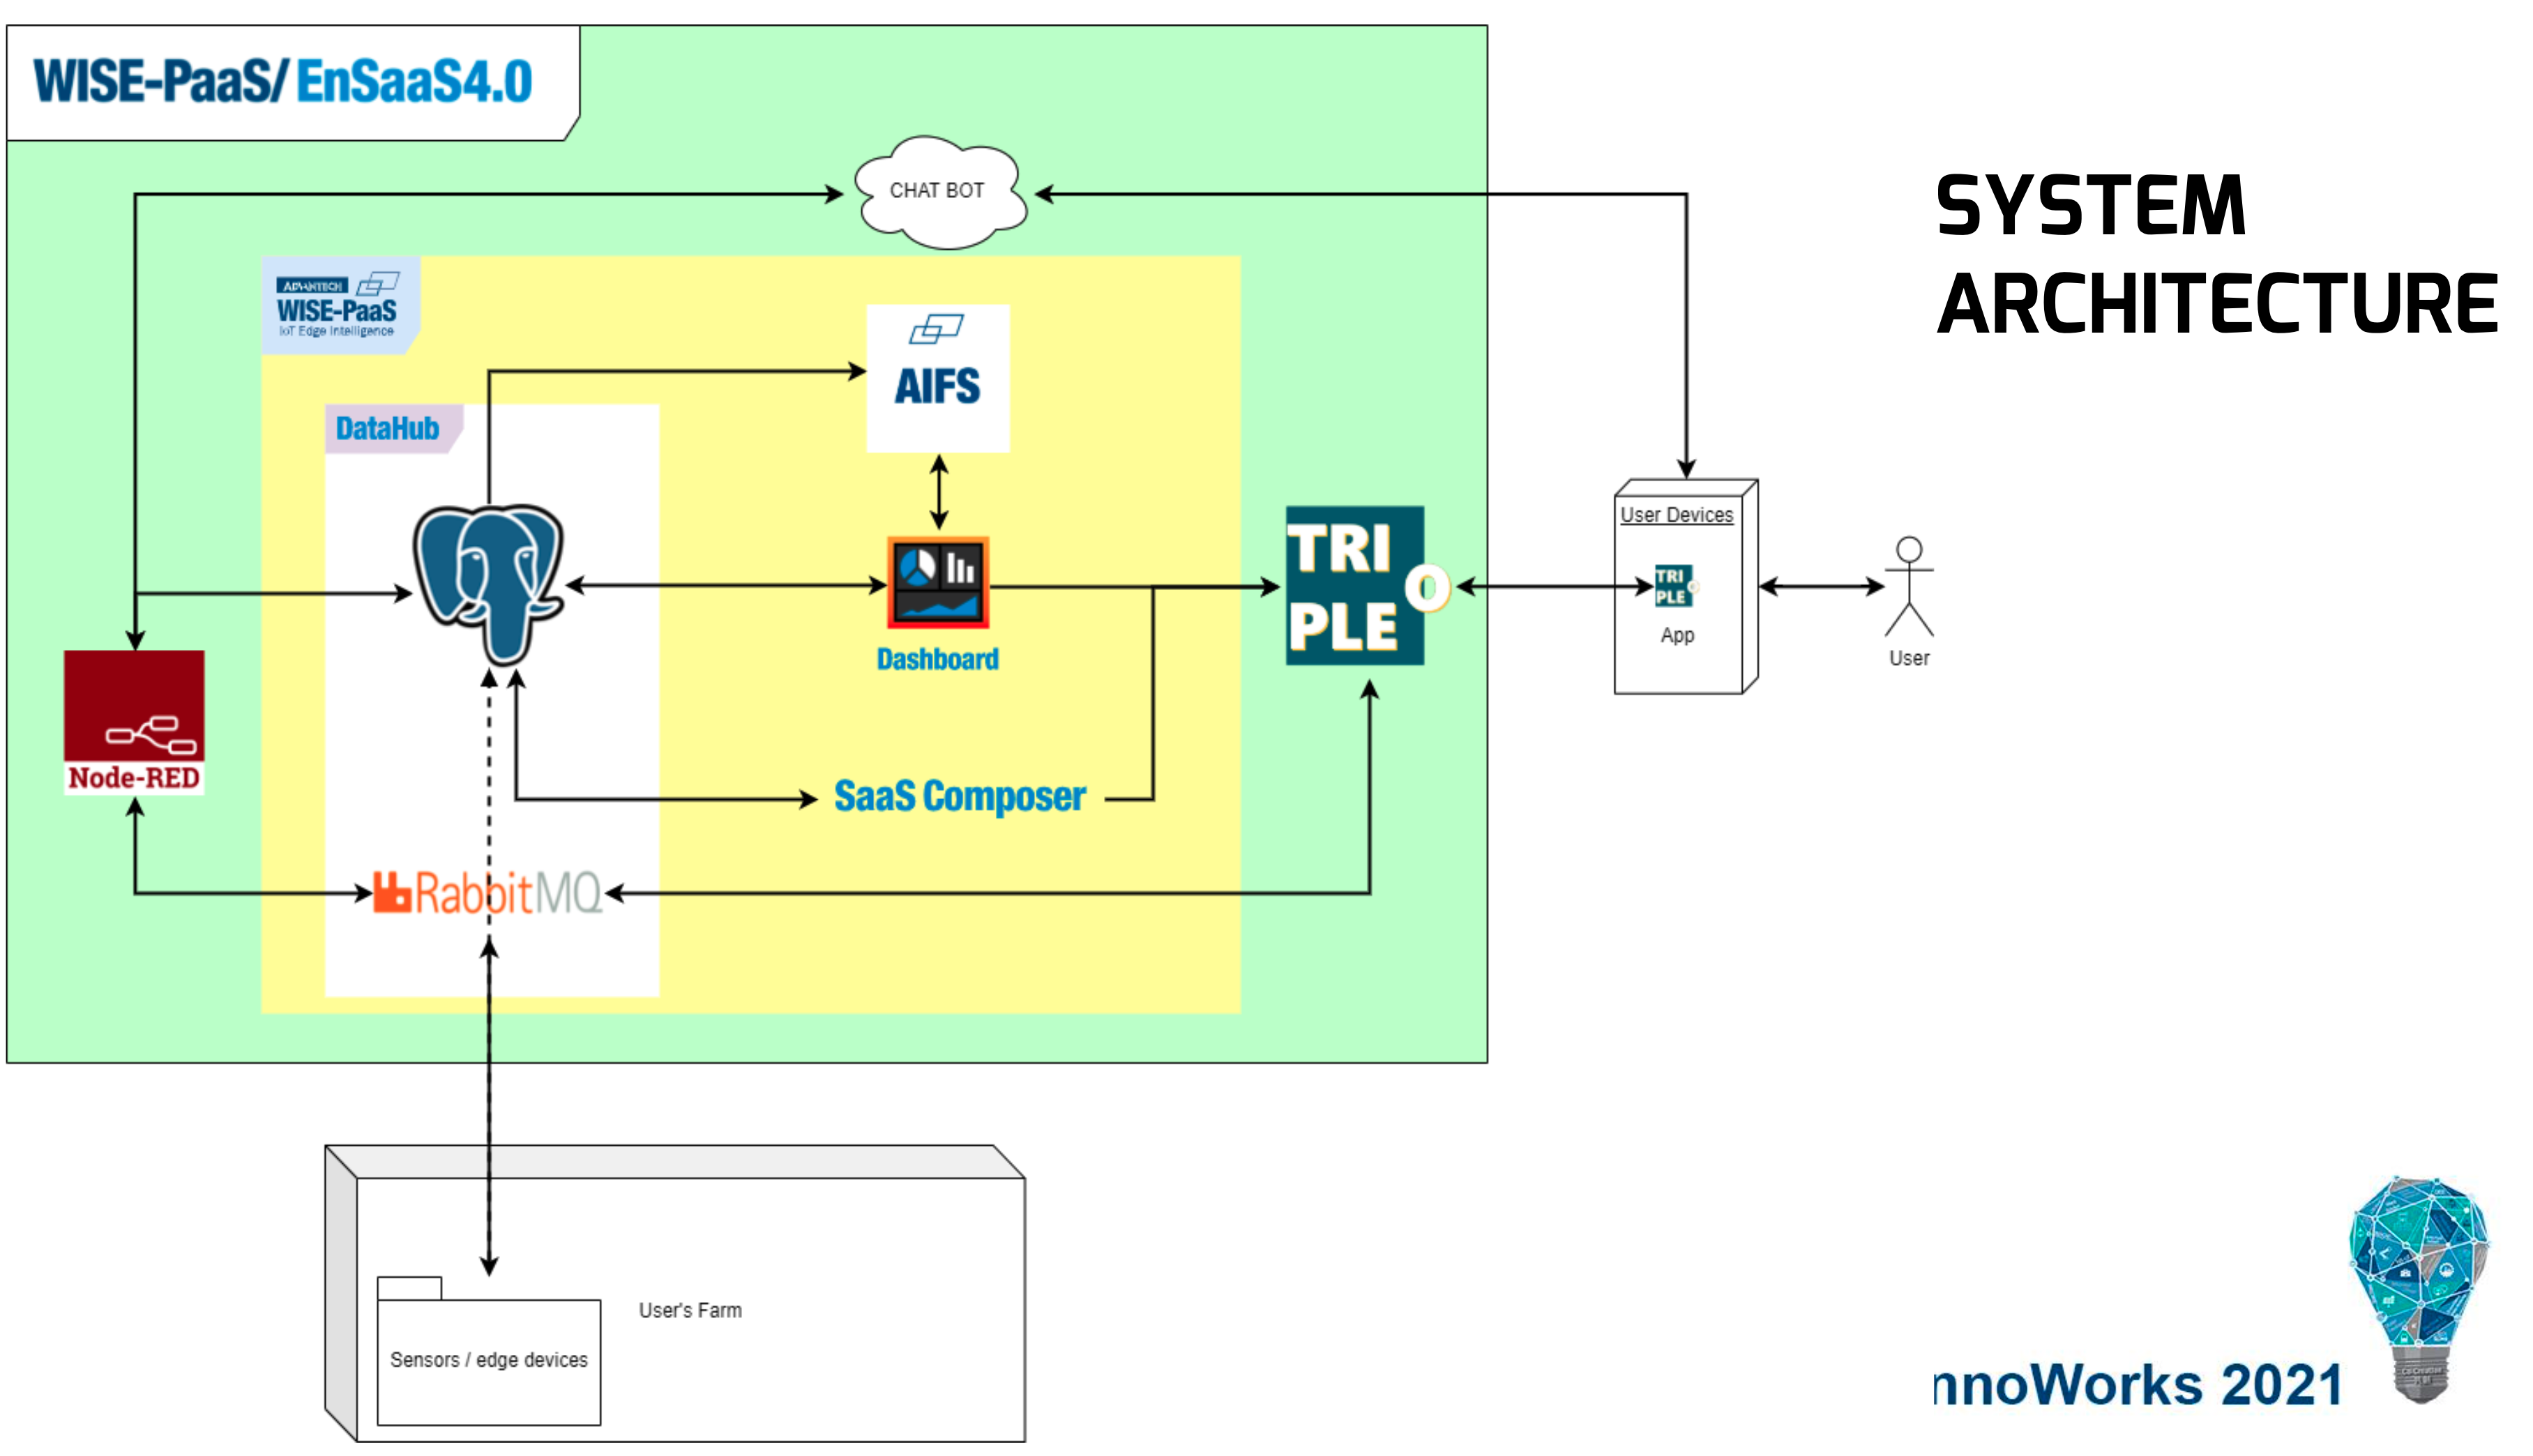 WISE-PaaS/ EnSaaS4.0
SYSTEM
ARCHITECTURE
CHAT BOT
ADVANTECH
WISE-PaaS
IoT Edge Intelligence
AIFS
DataHub
TRI
PLE
O
User Devices
TRI
PLE
App
User
Dashboard
Node-RED
SaaS Composer
RabbitMQ
User's Farm
Sensors / edge devices
nnoWorks 2021